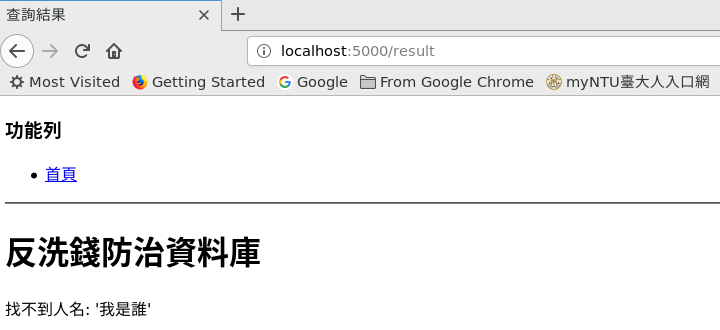 查詢結果
localhost:5000/result
Most Visited Getting Started Google From Google Chrome myNTU臺大人入口網
功能列
首頁
反洗錢防治資料庫
找不到人名: '我是誰'